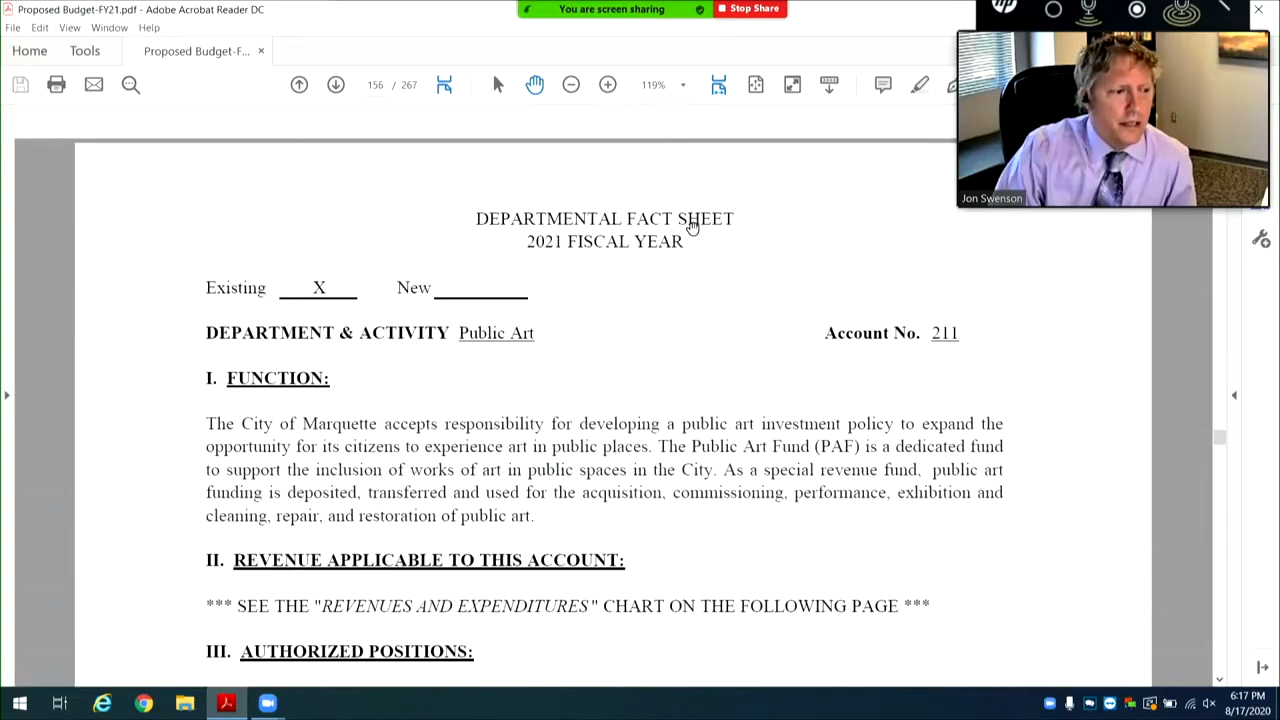 Proposed Budget-FY21.pdf - Adobe Acrobat Reader DC
You are screen sharing
Stop Share
File Edit View Window Help
Home Tools Proposed Budget-F... ×
156 / 267
119%
Jon Swenson
DEPARTMENTAL FACT SHEET
2021 FISCAL YEAR
Existing X New
DEPARTMENT & ACTIVITY Public Art Account No. 211
I. FUNCTION:
The City of Marquette accepts responsibility for developing a public art investment policy to expand the
opportunity for its citizens to experience art in public places. The Public Art Fund (PAF) is a dedicated fund
to support the inclusion of works of art in public spaces in the City. As a special revenue fund, public art
funding is deposited, transferred and used for the acquisition, commissioning, performance, exhibition and
cleaning, repair, and restoration of public art.
II. REVENUE APPLICABLE TO THIS ACCOUNT:
*** SEE THE "REVENUES AND EXPENDITURES" CHART ON THE FOLLOWING PAGE ***
III. AUTHORIZED POSITIONS:
6:17 PM
8/17/2020